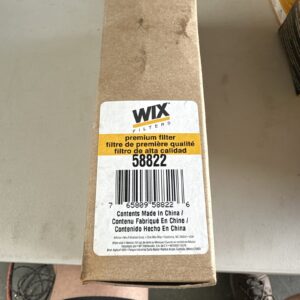 WIX
FILTERS
premium filter
filtre de première qualité
filtro de alta calidad
58822
7 65809 58822 6
Contents Made in China /
Contenu Fabriqué En Chine /
Contenido Hecho En China